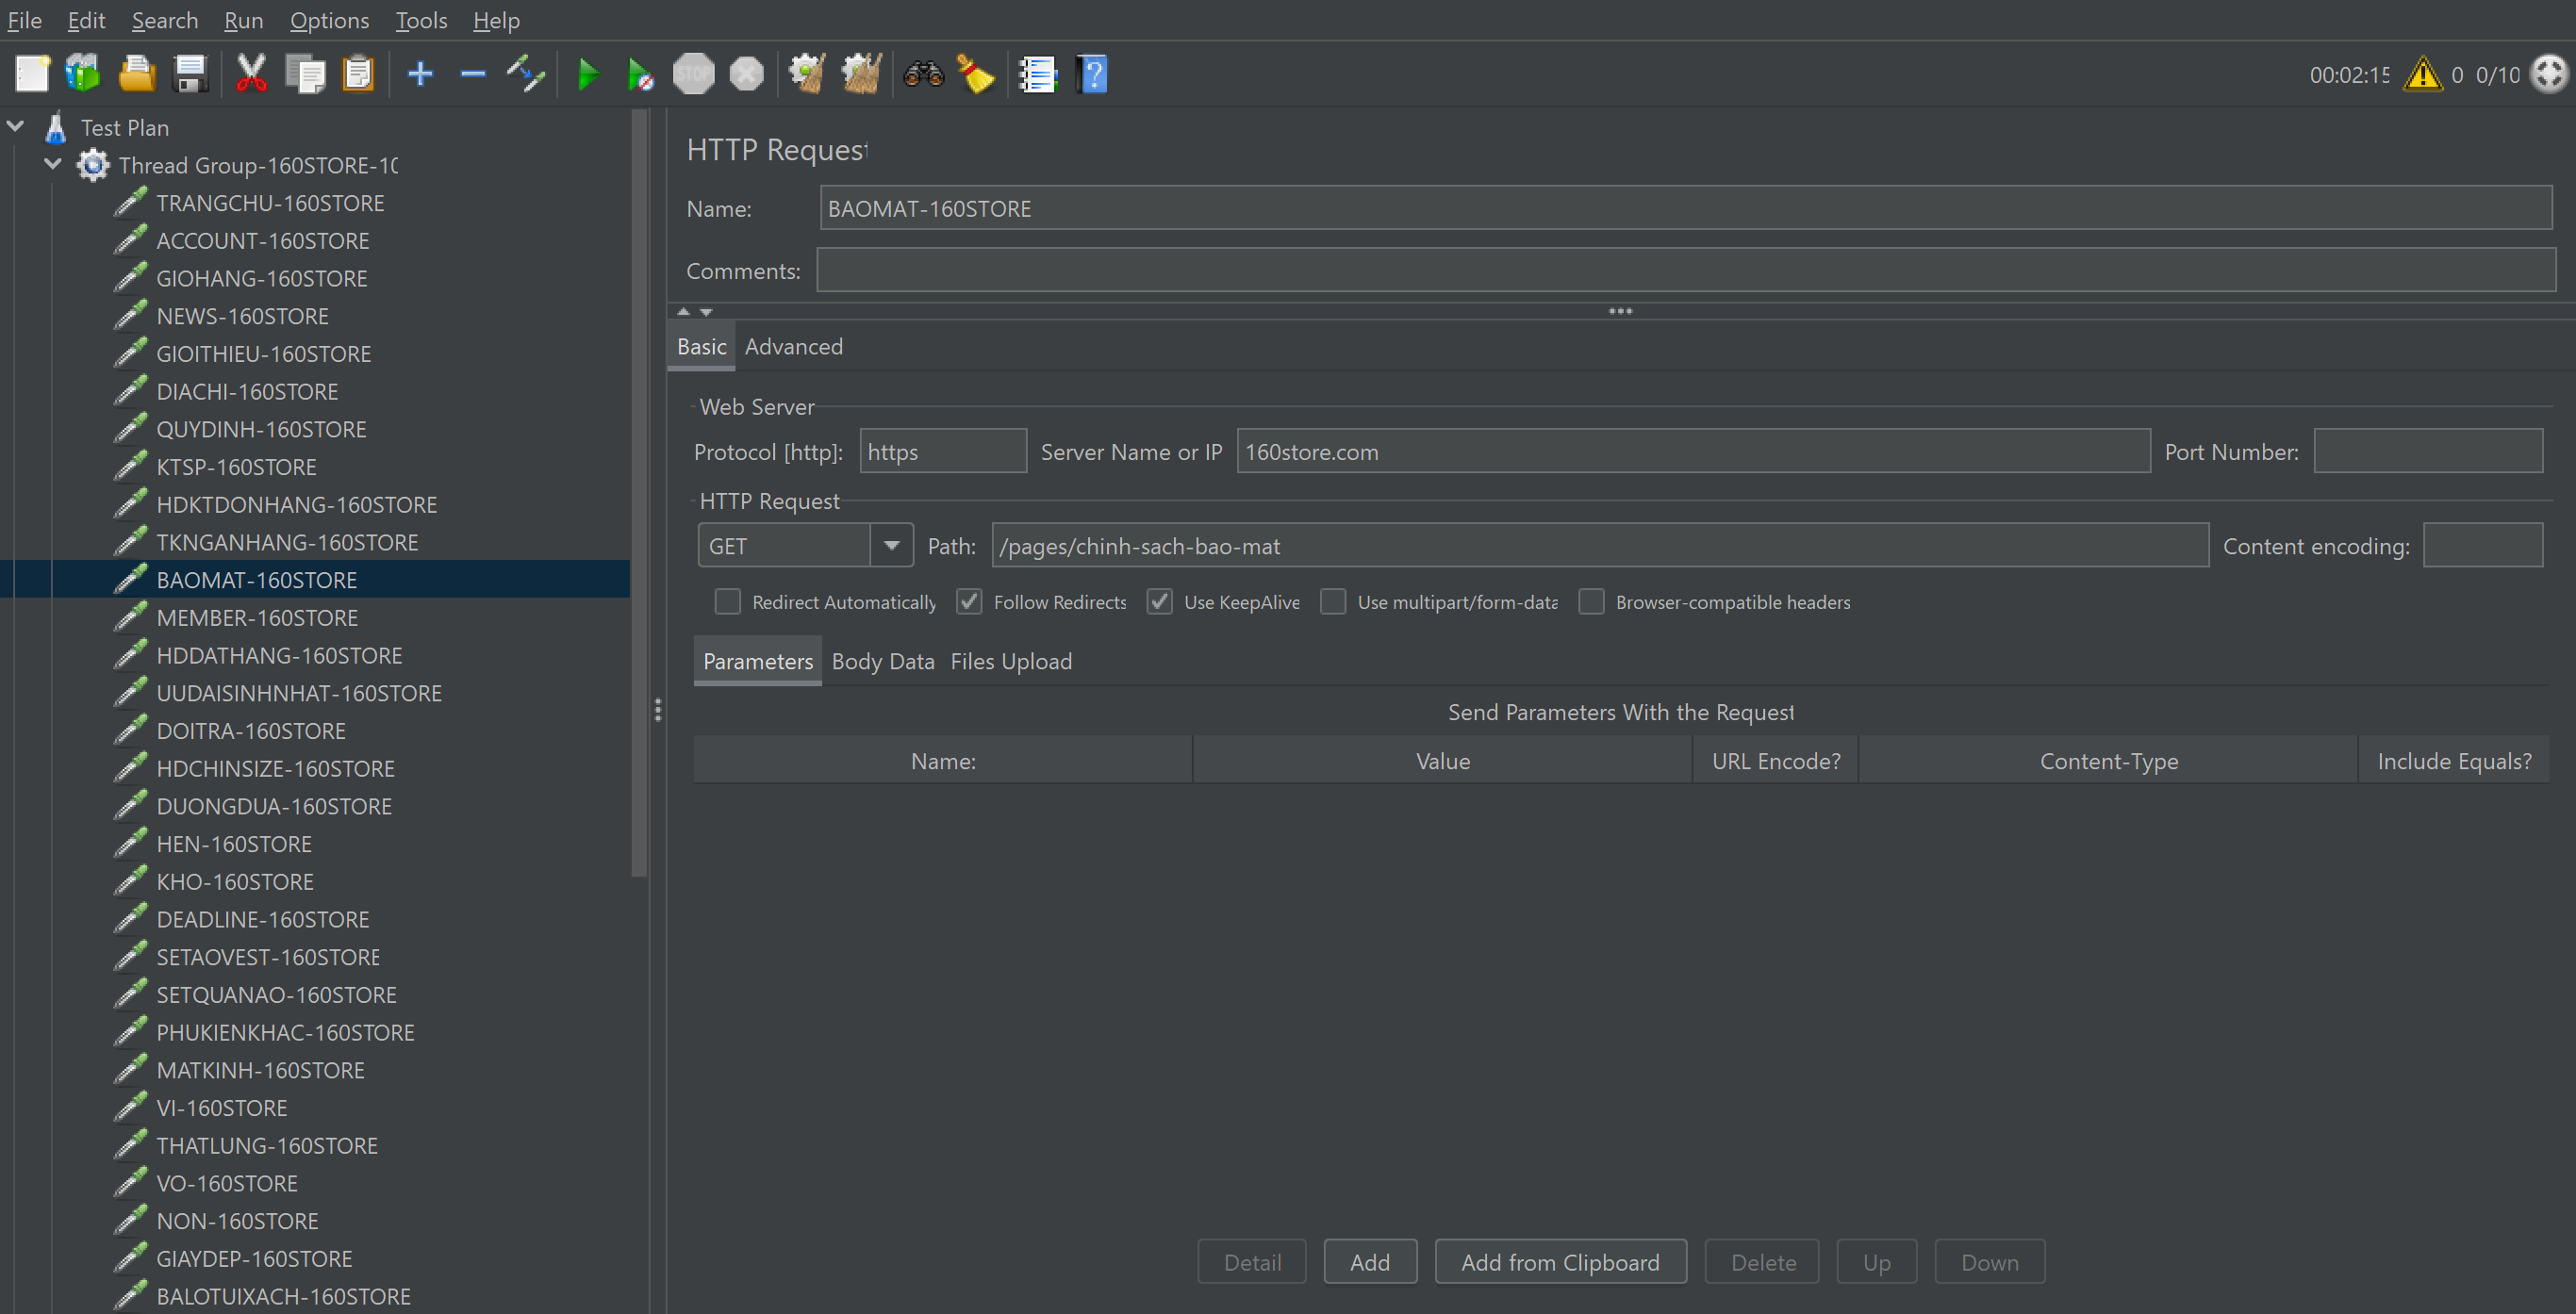 File Edit Search Run Options Tools Help
STOP
00:02:15 0 0/10
Test Plan
Thread Group-160STORE-10
TRANGCHU-160STORE
ACCOUNT-160STORE
GIOHANG-160STORE
NEWS-160STORE
GIOITHIEU-160STORE
DIACHI-160STORE
QUYDINH-160STORE
KTSP-160STORE
HDKTDONHANG-160STORE
TKNGANHANG-160STORE
BAOMAT-160STORE
MEMBER-160STORE
HDDATHANG-160STORE
UUDAISINHNHAT-160STORE
DOITRA-160STORE
HDCHINSIZE-160STORE
DUONGDUA-160STORE
HEN-160STORE
KHO-160STORE
DEADLINE-160STORE
SETAOVEST-160STORE
SETQUANAO-160STORE
PHUKIENKHAC-160STORE
MATKINH-160STORE
VI-160STORE
THATLUNG-160STORE
VO-160STORE
NON-160STORE
GIAYDEP-160STORE
BALOTUIXACH-160STORE
HTTP Request
Name: BAOMAT-160STORE
Comments:
Basic Advanced
Web Server
Protocol [http]: https Server Name or IP 160store.com Port Number:
HTTP Request
GET Path: /pages/chinh-sach-bao-mat Content encoding:
Redirect Automatically Follow Redirects Use KeepAlive Use multipart/form-data Browser-compatible headers
Parameters Body Data Files Upload
Send Parameters With the Request
Name: Value URL Encode? Content-Type Include Equals?
Detail Add Add from Clipboard Delete Up Down